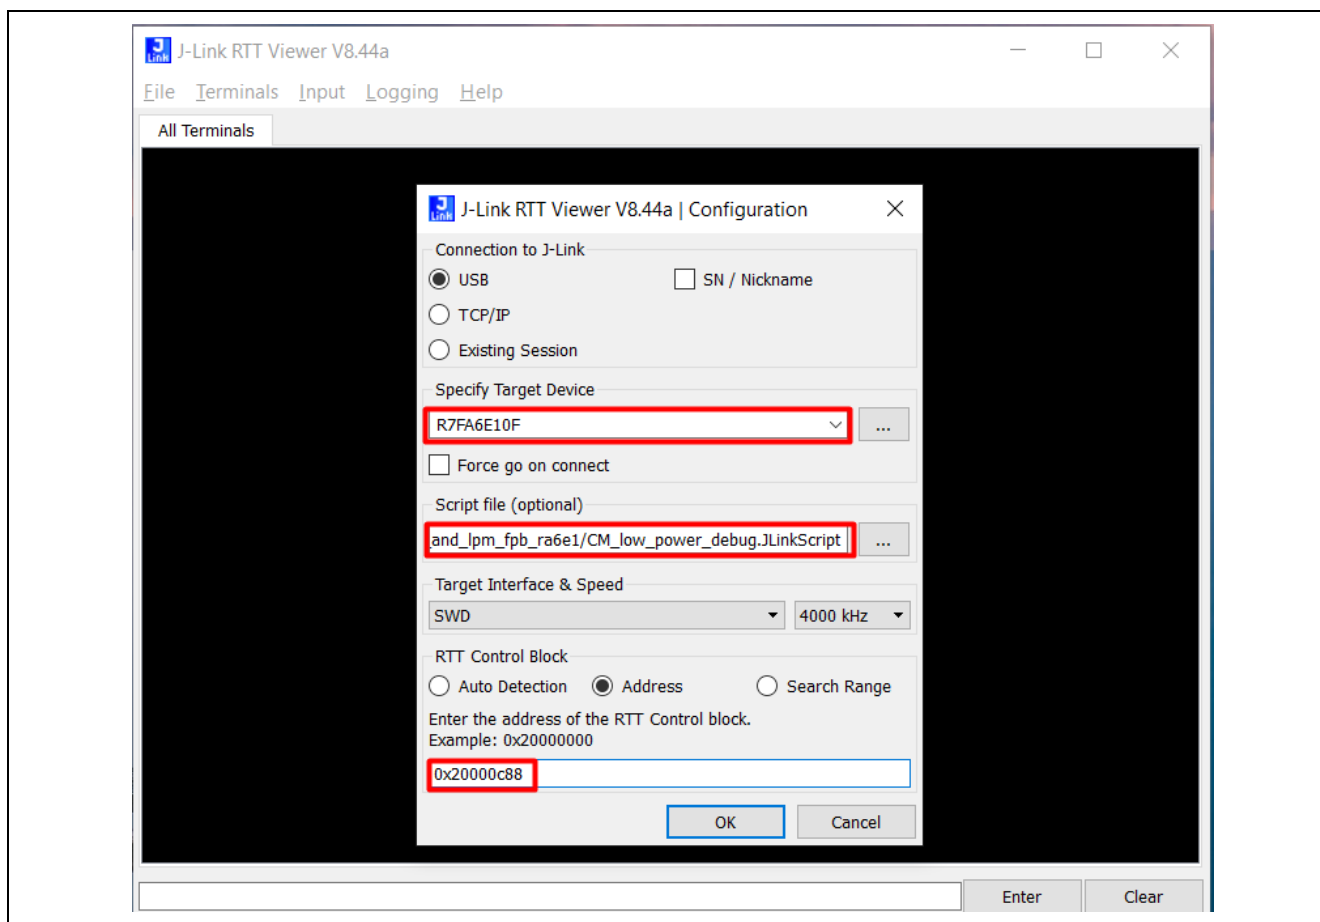 J-Link RTT Viewer V8.44a
File Terminals Input Logging Help
All Terminals
J-Link RTT Viewer V8.44a | Configuration
Connection to J-Link
USB SN / Nickname
TCP/IP
Existing Session
Specify Target Device
R7FA6E10F ...
Force go on connect
Script file (optional)
_and_lpm_fpb_ra6e1/CM_low_power_debug.JLinkScript ...
Target Interface & Speed
SWD 4000 kHz
RTT Control Block
Auto Detection Address Search Range
Enter the address of the RTT Control block.
Example: 0x20000000
0x20000c88
OK Cancel
Enter Clear